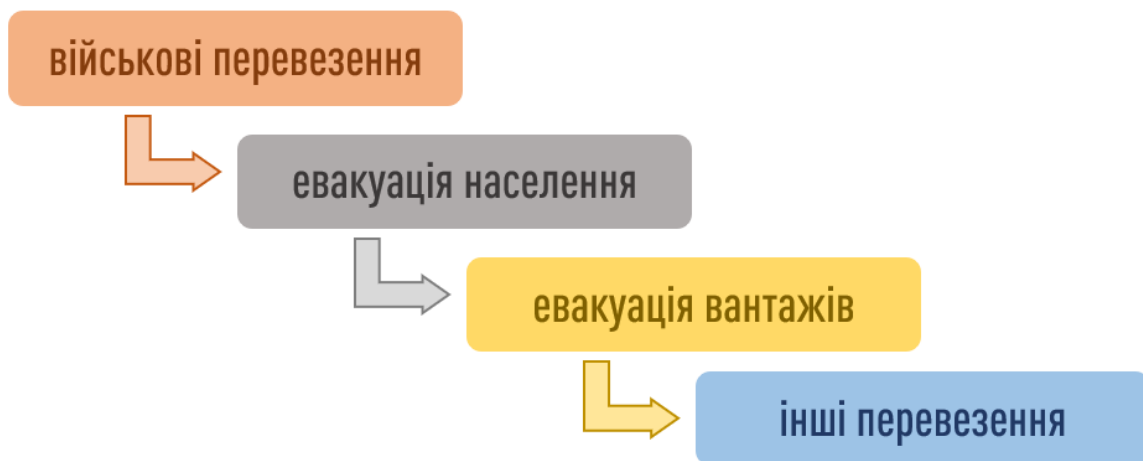 військові перевезення
евакуація населення
евакуація вантажів
інші перевезення